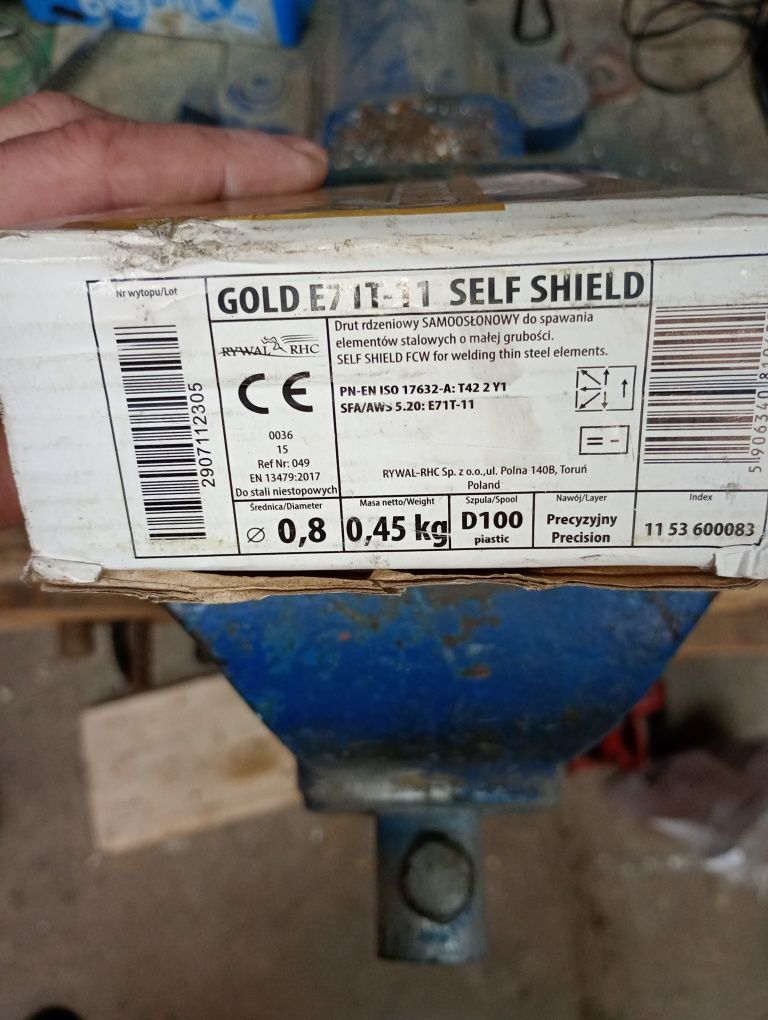 Nr wytopu/Lot
2907112305
GOLD E71T-11 SELF SHIELD
RYWAL RHC
CE
0036
15
Ref Nr: 049
EN 13479:2017
Do stali niestopowych
Drut rdzeniowy SAMOOSŁONOWY do spawania
elementów stalowych o małej grubości.
SELF SHIELD FCW for welding thin steel elements.
PN-EN ISO 17632-A: T42 2 Y1
SFA/AWS 5.20: E71T-11
= -
RYWAL-RHC Sp. z o.o.,ul. Polna 140B, Toruń
Poland
Średnica/Diameter
Ø 0,8
Masa netto/Weight
0,45 kg
Szpula/Spool
D100
plastic
Nawój/Layer
Precyzyjny
Precision
Index
11 53 600083